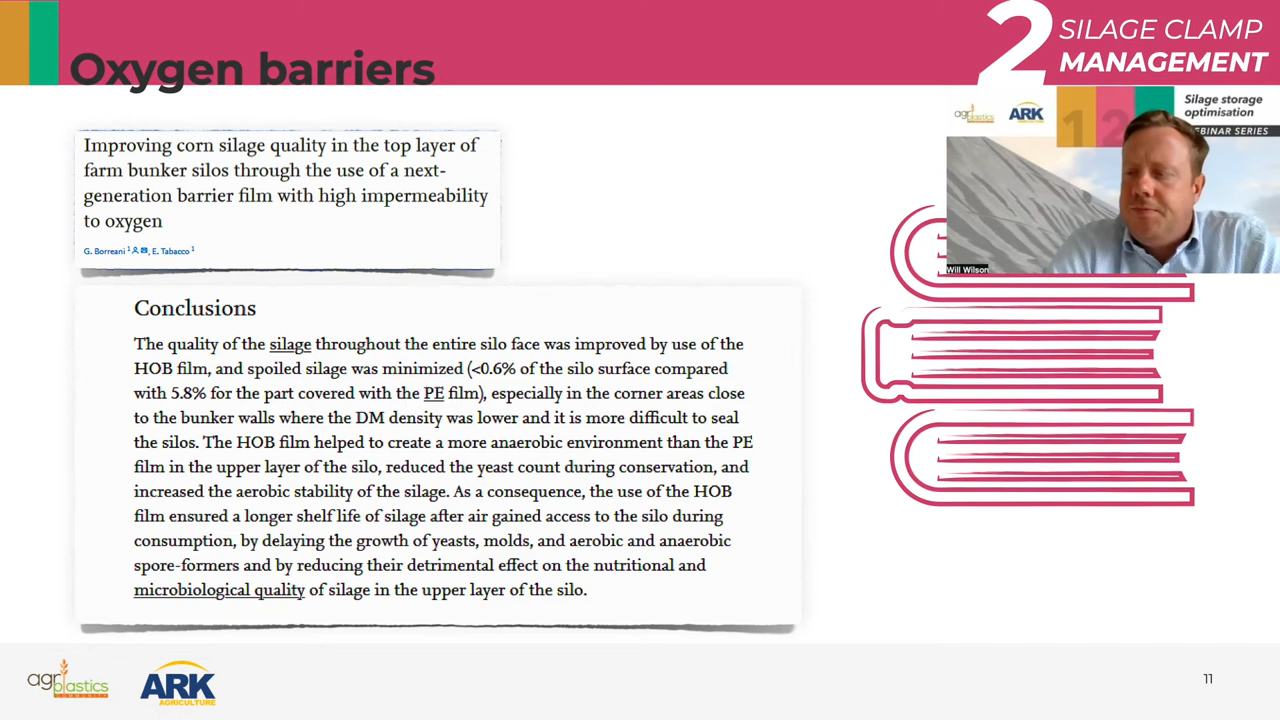 Oxygen barriers
2 SILAGE CLAMP
MANAGEMENT
agriplastics
COMMUNITY
ARK
AGRICULTURE
1 2
Silage storage
optimisation
EBINAR SERIES
Will Wilson
Improving corn silage quality in the top layer of
farm bunker silos through the use of a next-
generation barrier film with high impermeability
to oxygen
G. Borreani 1, E. Tabacco 1
Conclusions
The quality of the silage throughout the entire silo face was improved by use of the
HOB film, and spoiled silage was minimized (<0.6% of the silo surface compared
with 5.8% for the part covered with the PE film), especially in the corner areas close
to the bunker walls where the DM density was lower and it is more difficult to seal
the silos. The HOB film helped to create a more anaerobic environment than the PE
film in the upper layer of the silo, reduced the yeast count during conservation, and
increased the aerobic stability of the silage. As a consequence, the use of the HOB
film ensured a longer shelf life of silage after air gained access to the silo during
consumption, by delaying the growth of yeasts, molds, and aerobic and anaerobic
spore-formers and by reducing their detrimental effect on the nutritional and
microbiological quality of silage in the upper layer of the silo.
agriplastics
COMMUNITY
ARK
AGRICULTURE
11